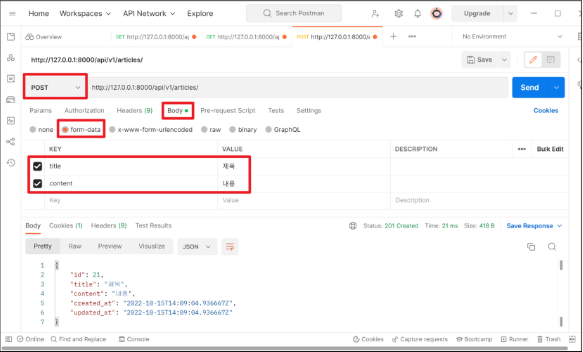 Home Workspaces API Network Explore Search Postman Upgrade
Overview GET http://127.0.0.1:8000/a GET http://127.0.0.1:8000/a POST http://127.0.0.1:8000/a No Environment
http://127.0.0.1:8000/api/v1/articles/ Save
POST http://127.0.0.1:8000/api/v1/articles/ Send
Params Authorization Headers (9) Body Pre-request Script Tests Settings Cookies
none form-data x-www-form-urlencoded raw binary GraphQL
KEY VALUE DESCRIPTION Bulk Edit
title 제목
content 내용
Key Value Description
Body Cookies (1) Headers (9) Test Results Status: 201 Created Time: 21 ms Size: 418 B Save Response
Pretty Raw Preview Visualize JSON
1 {
2 "id": 21,
3 "title": "제목",
4 "content": "내용",
5 "created_at": "2022-10-15T14:09:04.936667Z",
6 "updated_at": "2022-10-15T14:09:04.936667Z"
7 }
Online Find and Replace Console Cookies Capture requests Bootcamp Runner Trash